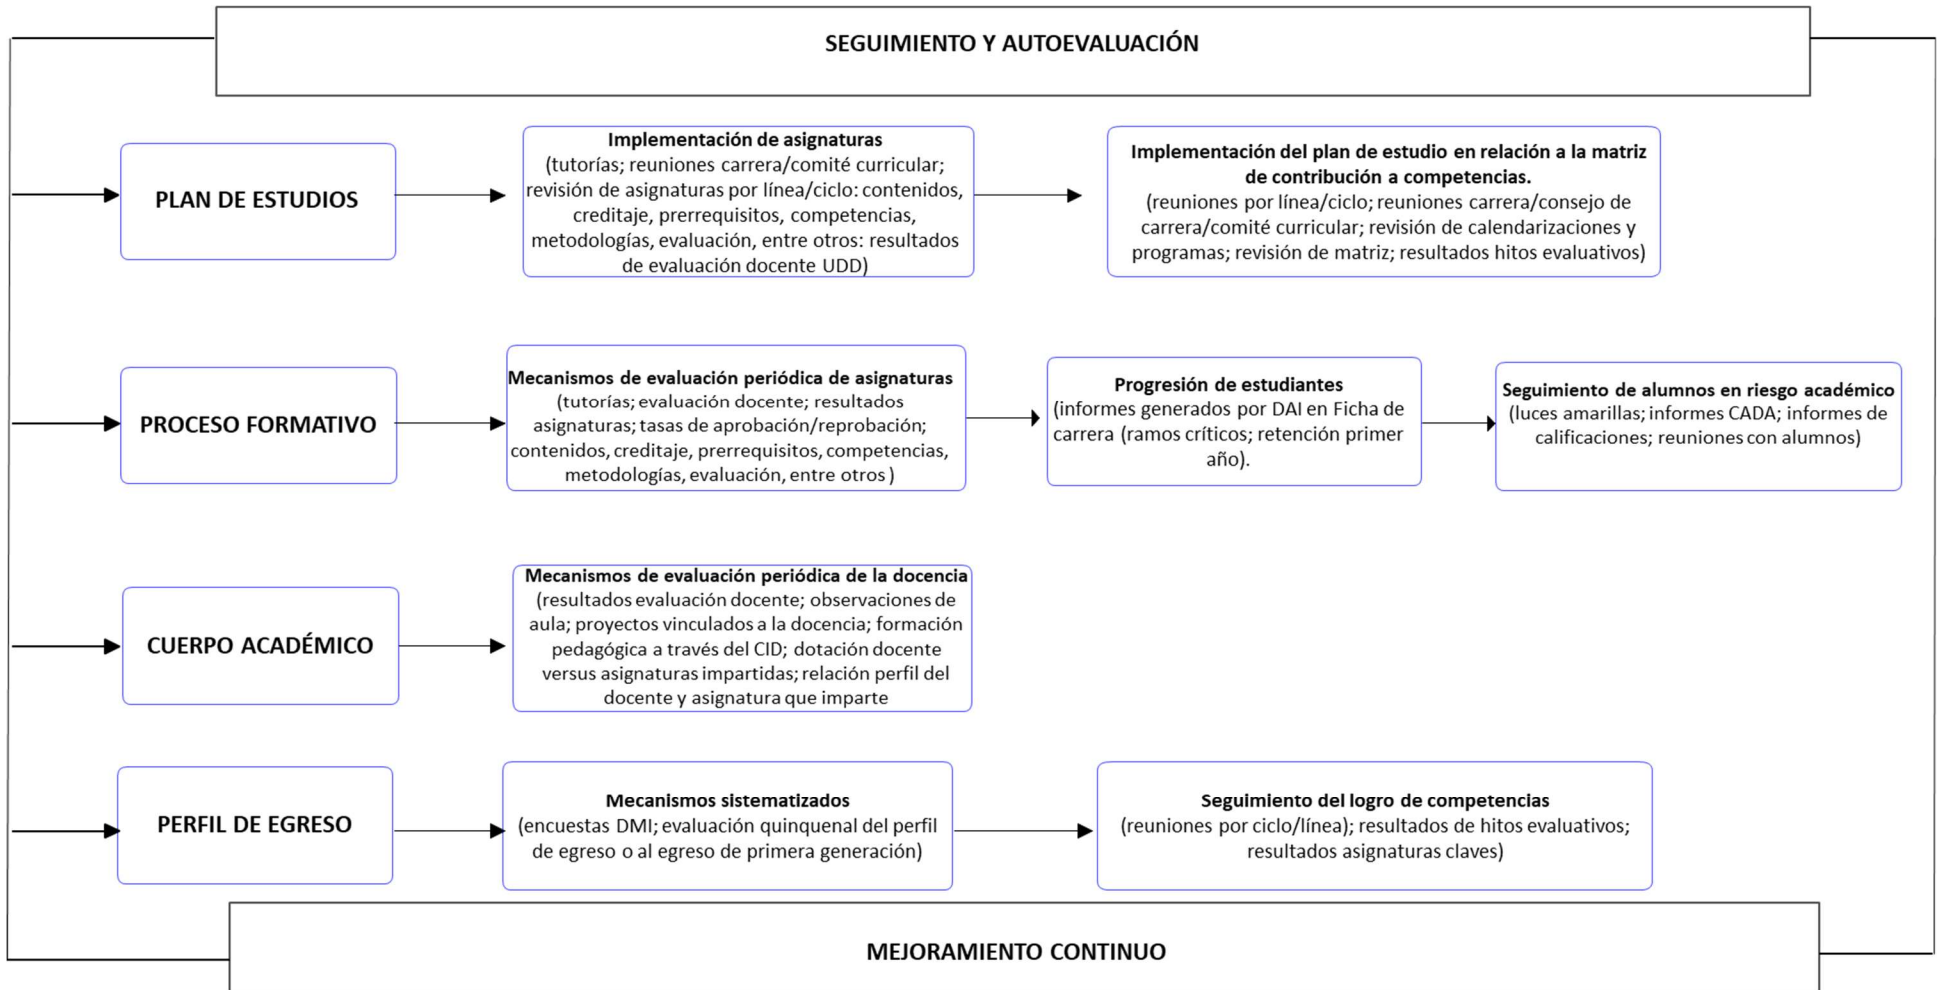 SEGUIMIENTO Y AUTOEVALUACIÓN
PLAN DE ESTUDIOS
Implementación de asignaturas
(tutorías; reuniones carrera/comité curricular;
revisión de asignaturas por línea/ciclo: contenidos,
creditaje, prerrequisitos, competencias,
metodologías, evaluación, entre otros: resultados
de evaluación docente UDD)
Implementación del plan de estudio en relación a la matriz
de contribución a competencias.
(reuniones por línea/ciclo; reuniones carrera/consejo de
carrera/comité curricular; revisión de calendarizaciones y
programas; revisión de matriz; resultados hitos evaluativos)
PROCESO FORMATIVO
Mecanismos de evaluación periódica de asignaturas
(tutorías; evaluación docente; resultados
asignaturas; tasas de aprobación/reprobación;
contenidos, creditaje, prerrequisitos, competencias,
metodologías, evaluación, entre otros )
Progresión de estudiantes
(informes generados por DAI en Ficha de
carrera (ramos críticos; retención primer
año).
Seguimiento de alumnos en riesgo académico
(luces amarillas; informes CADA; informes de
calificaciones; reuniones con alumnos)
CUERPO ACADÉMICO
Mecanismos de evaluación periódica de la docencia
(resultados evaluación docente; observaciones de
aula; proyectos vinculados a la docencia; formación
pedagógica a través del CID; dotación docente
versus asignaturas impartidas; relación perfil del
docente y asignatura que imparte
PERFIL DE EGRESO
Mecanismos sistematizados
(encuestas DMI; evaluación quinquenal del perfil
de egreso o al egreso de primera generación)
Seguimiento del logro de competencias
(reuniones por ciclo/línea); resultados de hitos evaluativos;
resultados asignaturas claves)
MEJORAMIENTO CONTINUO